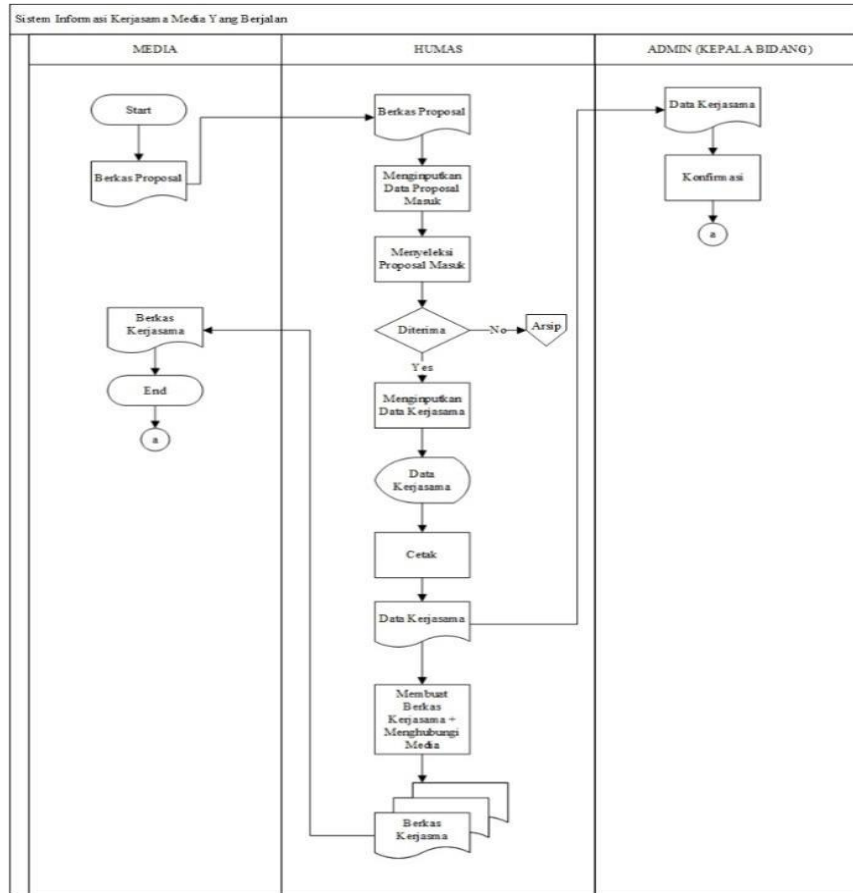 Sistem Informasi Kerjasama Media Yang Berjalan
MEDIA
HUMAS
ADMIN (KEPALA BIDANG)
Start
Berkas Proposal
Berkas
Kerjasama
End
a
Berkas Proposal
Menginputkan
Data Proposal
Masuk
Menyeleksi
Proposal Masuk
Diterima
No
Arsip
Yes
Menginputkan
Data Kerjasama
Data
Kerjasama
Cetak
Data Kerjasama
Membuat
Berkas
Kerjasama +
Menghubungi
Media
Berkas
Kerjasma
Data Kerjasama
Konfirmasi
a